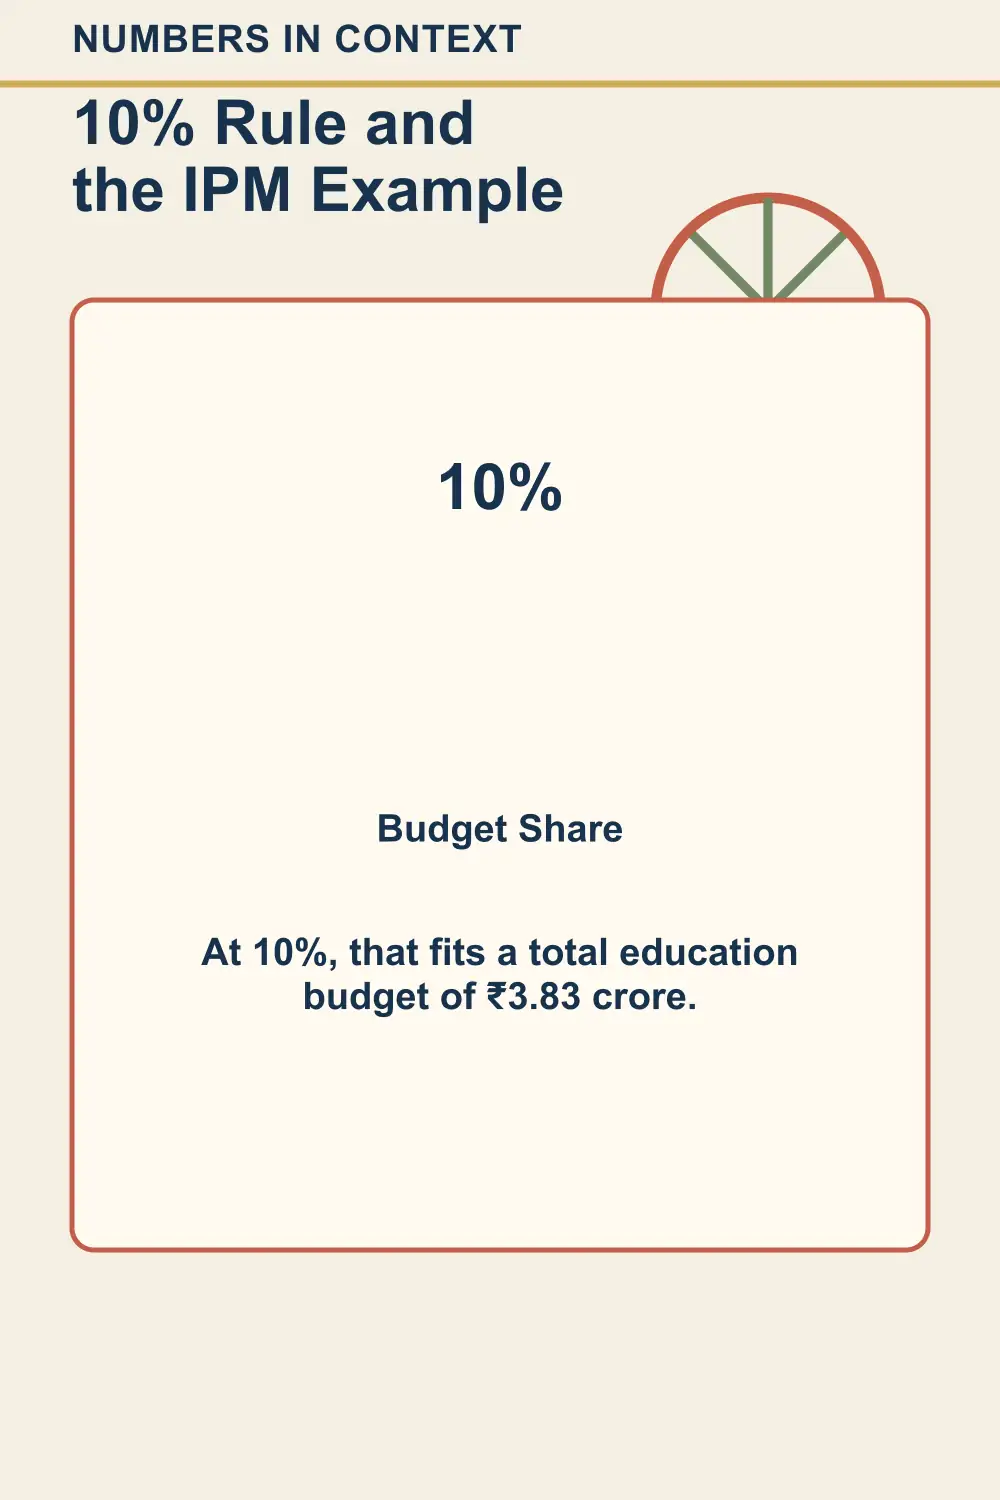 NUMBERS IN CONTEXT
10% Rule and
the IPM Example
10%
Budget Share
At 10%, that fits a total education
budget of ₹3.83 crore.